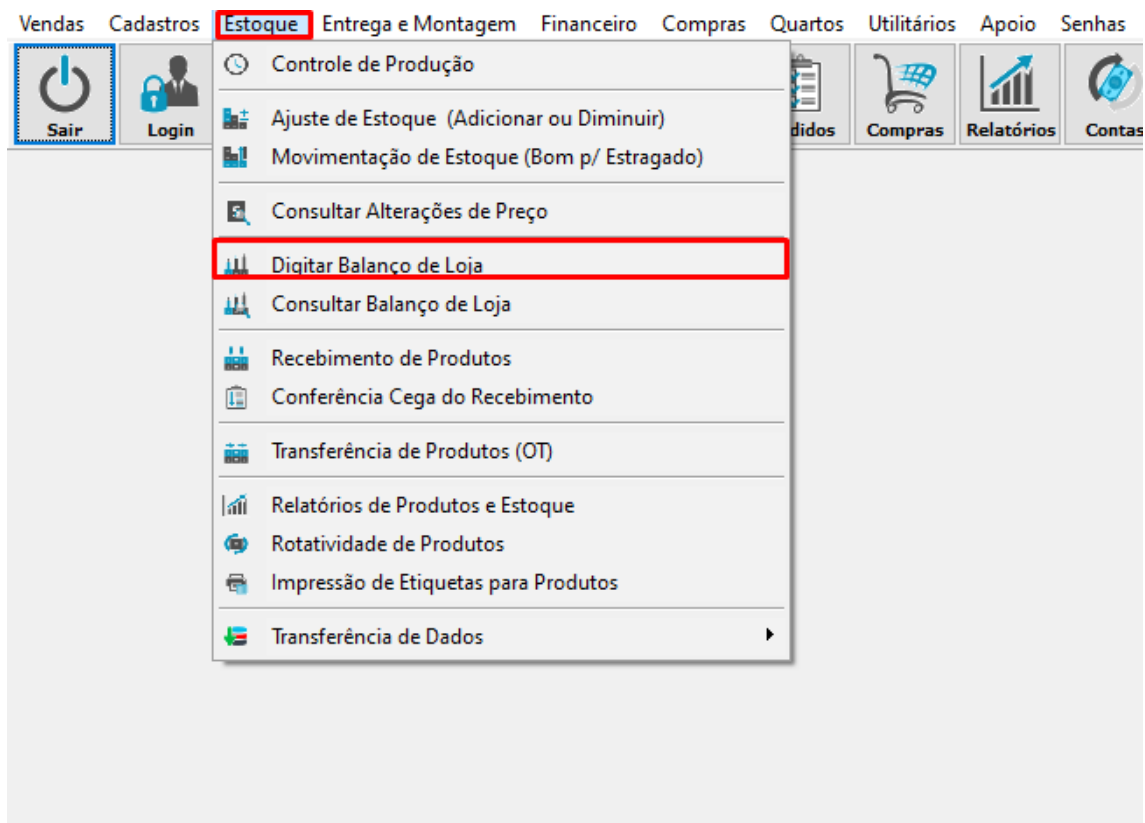 Vendas Cadastros Estoque Entrega e Montagem Financeiro Compras Quartos Utilitários Apoio Senhas
Sair Login didos Compras Relatórios Contas
Controle de Produção
Ajuste de Estoque (Adicionar ou Diminuir)
Movimentação de Estoque (Bom p/ Estragado)
Consultar Alterações de Preço
Digitar Balanço de Loja
Consultar Balanço de Loja
Recebimento de Produtos
Conferência Cega do Recebimento
Transferência de Produtos (OT)
Relatórios de Produtos e Estoque
Rotatividade de Produtos
Impressão de Etiquetas para Produtos
Transferência de Dados